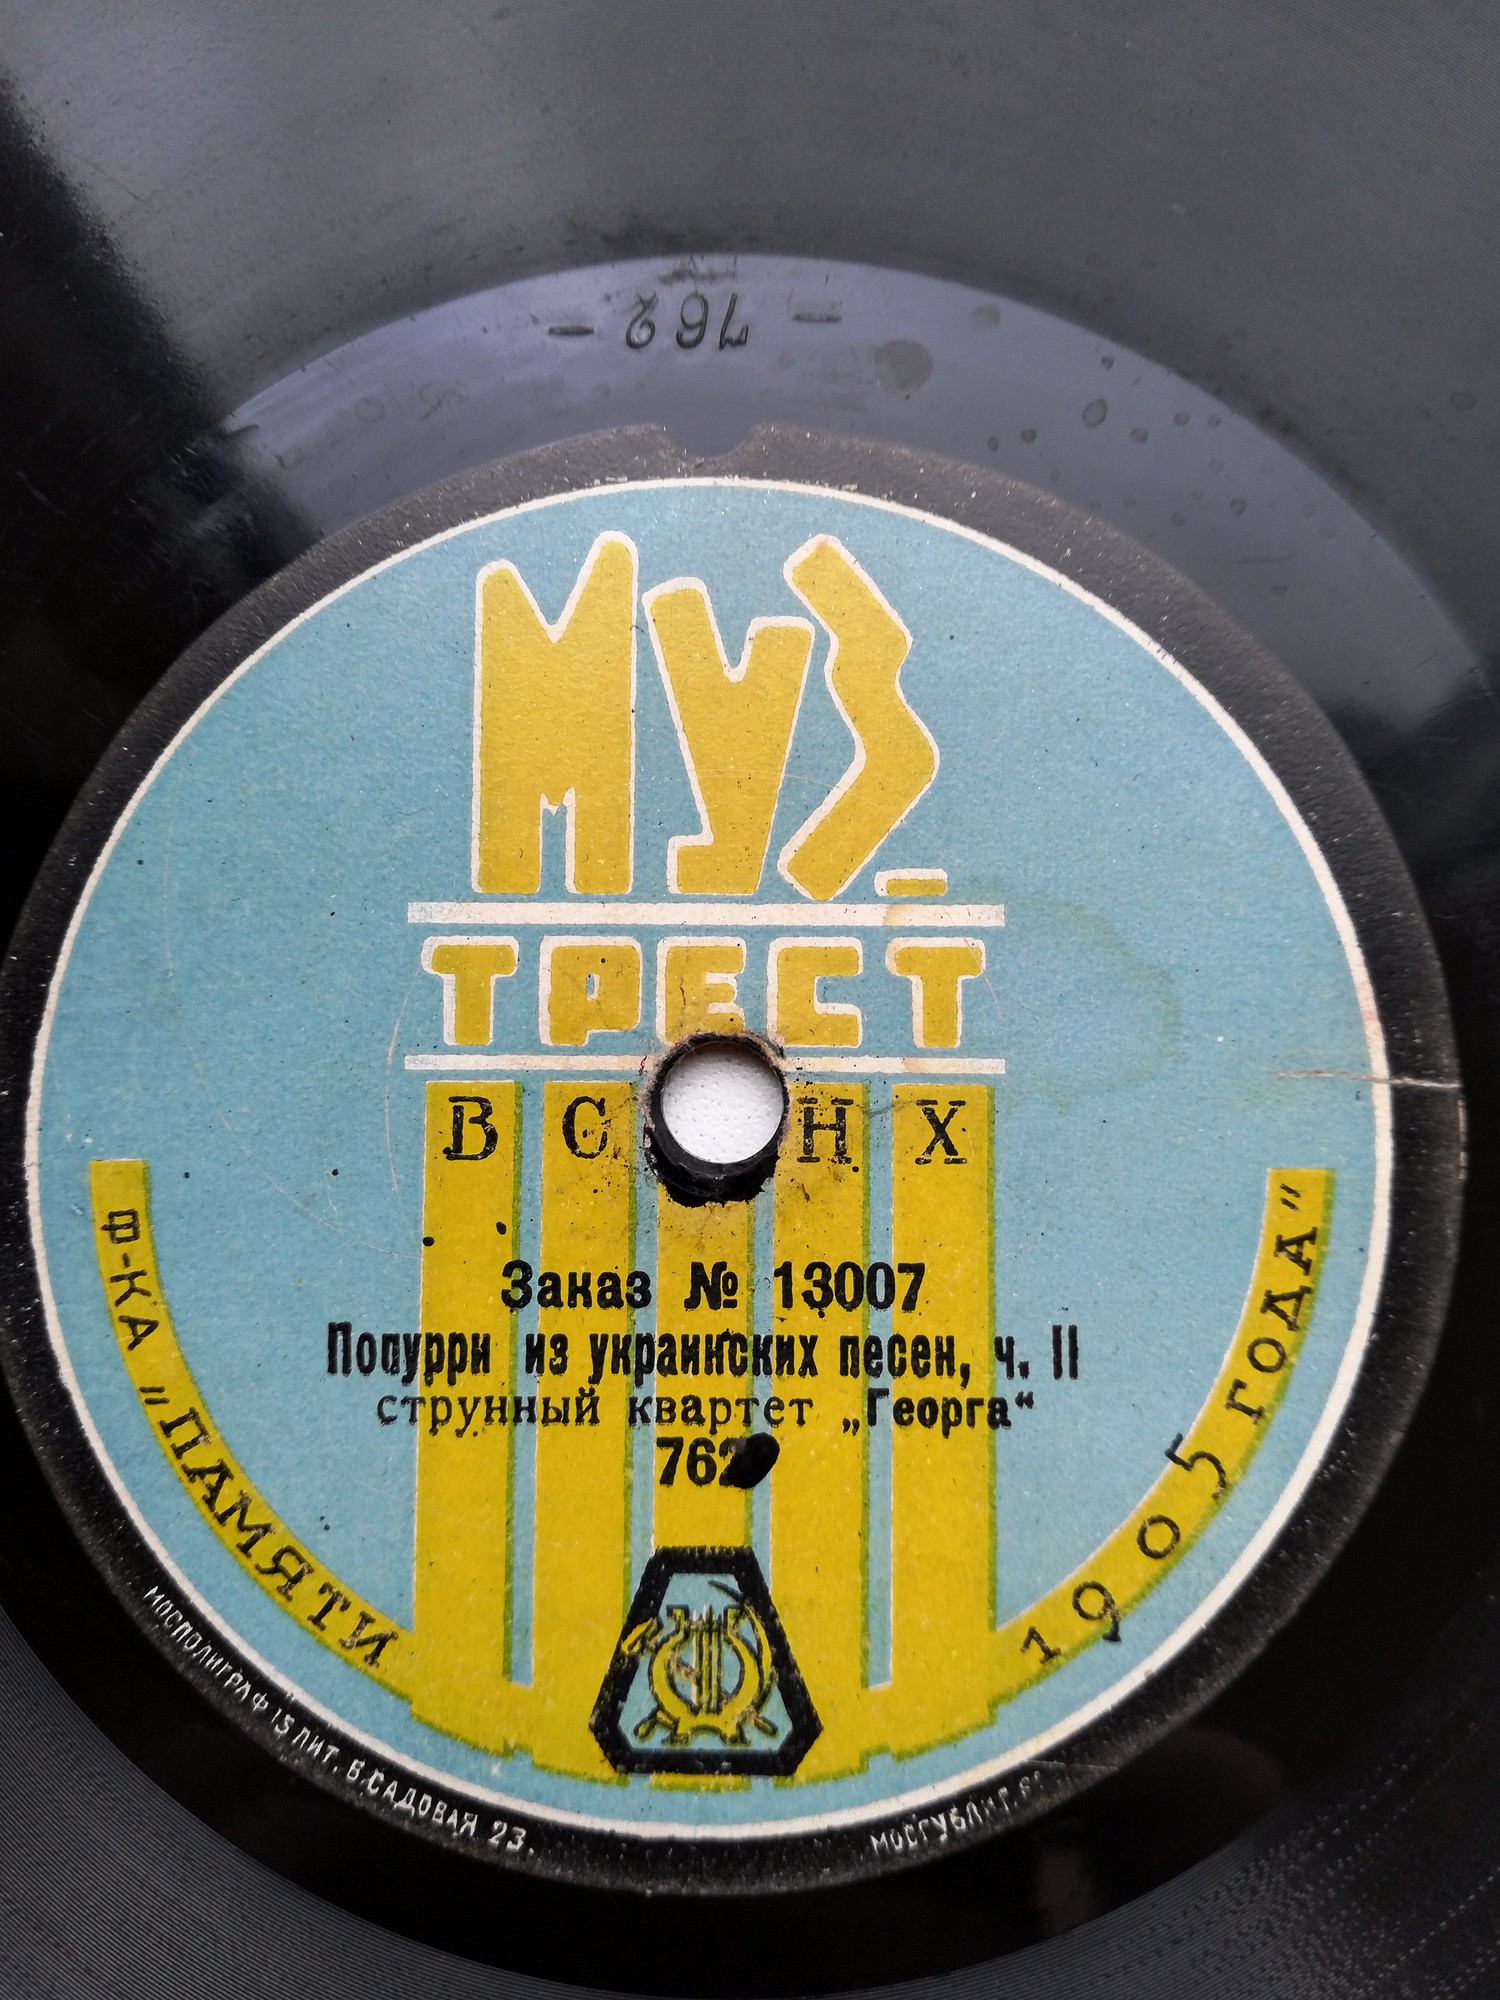 - 762 -
МУЗ-
ТРЕСТ
В С Н Х
Заказ № 13007
Попурри из украинских песен, ч. II
струнный квартет „Георга“
762
Ф-КА „ПАМЯТИ 1905 ГОДА”
МОСПОЛИГРАФ 15 ЛИТ. Б. САДОВАЯ 23.